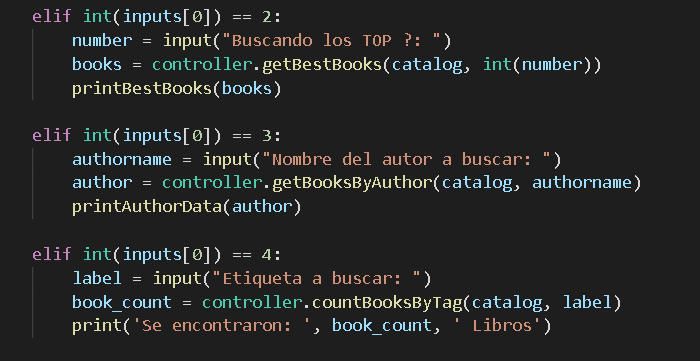 elif int(inputs[0]) == 2:
    number = input("Buscando los TOP ?: ")
    books = controller.getBestBooks(catalog, int(number))
    printBestBooks(books)

elif int(inputs[0]) == 3:
    authorname = input("Nombre del autor a buscar: ")
    author = controller.getBooksByAuthor(catalog, authorname)
    printAuthorData(author)

elif int(inputs[0]) == 4:
    label = input("Etiqueta a buscar: ")
    book_count = controller.countBooksByTag(catalog, label)
    print('Se encontraron: ', book_count, ' Libros')